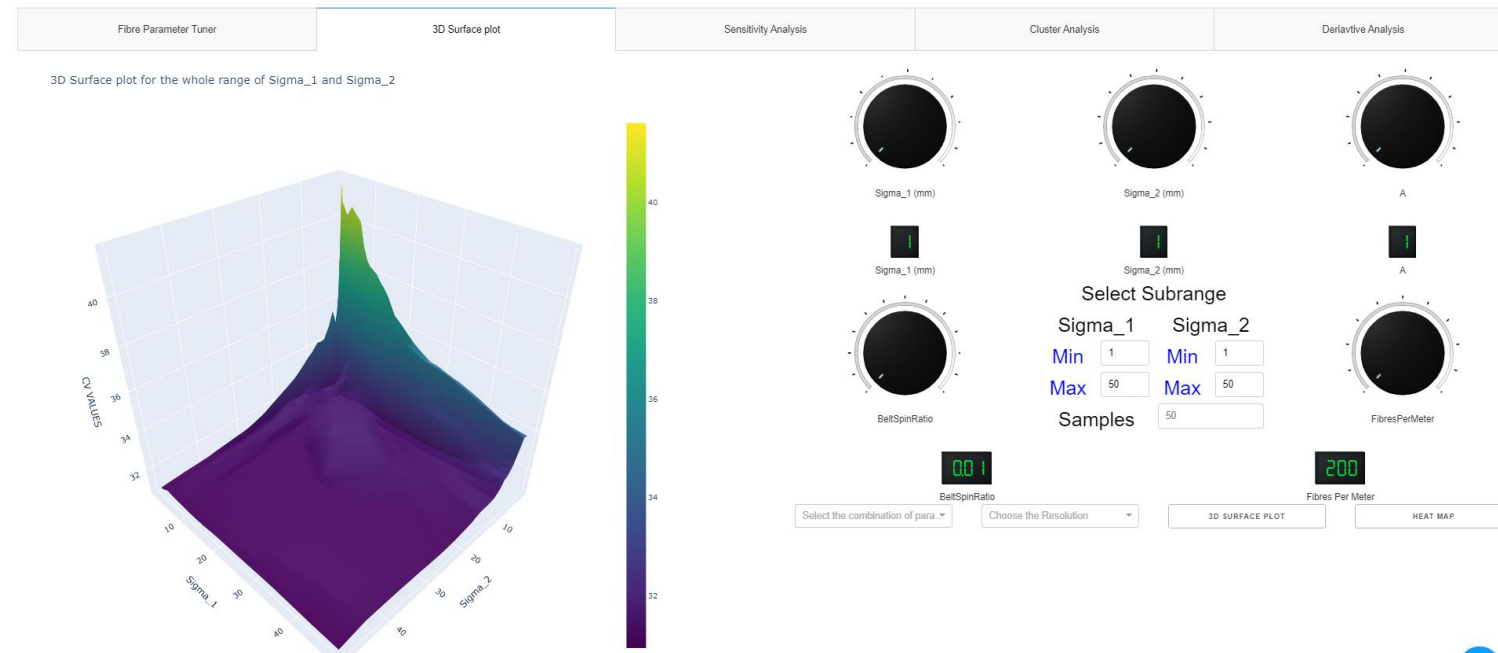 Fibre Parameter Tuner
3D Surface plot
Sensitivity Analysis
Cluster Analysis
Deriavtive Analysis
3D Surface plot for the whole range of Sigma_1 and Sigma_2
40
38
36
34
32
CV VALUES
10
20
30
40
Sigma_1
10
20
30
40
Sigma_2
40
38
36
34
32
Sigma_1 (mm)
Sigma_2 (mm)
A
1
1
1
Sigma_1 (mm)
Sigma_2 (mm)
A
Select Subrange
Sigma_1 Sigma_2
Min 1 Min 1
Max 50 Max 50
Samples 50
BeltSpinRatio
FibresPerMeter
0.01
200
BeltSpinRatio
Fibres Per Meter
Select the combination of para..
Choose the Resolution
3D SURFACE PLOT
HEAT MAP